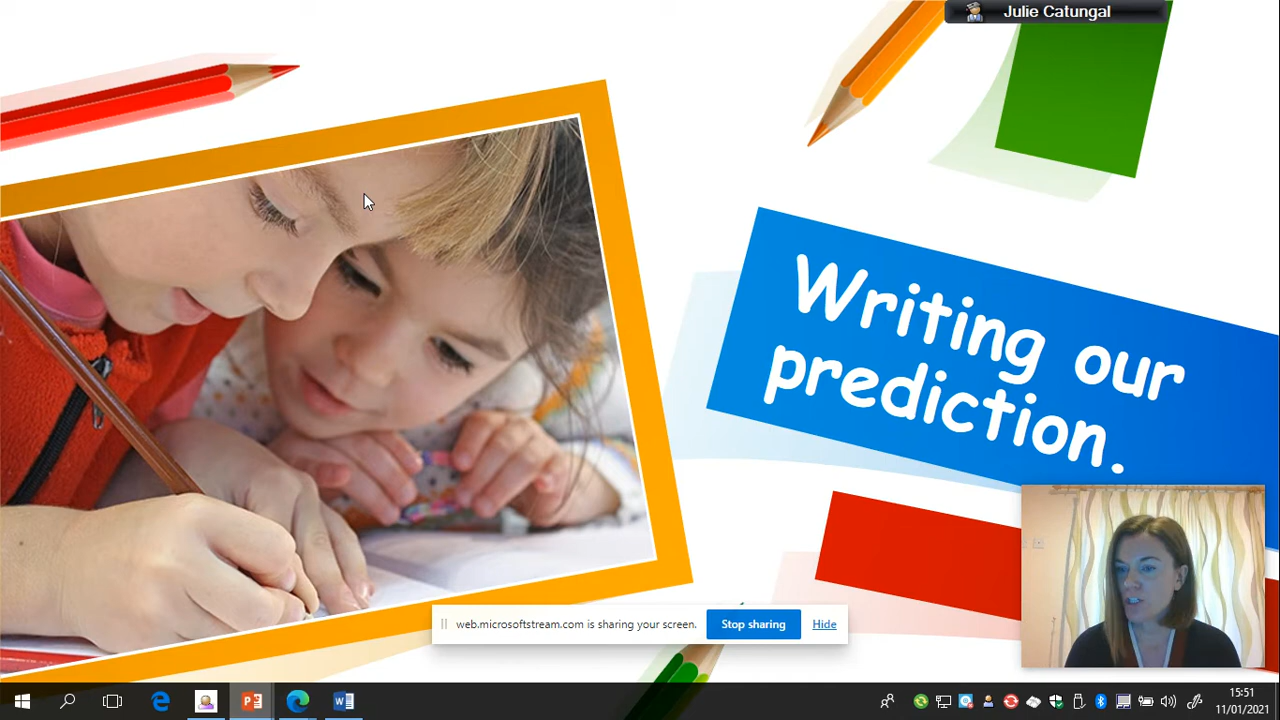 Julie Catungal
Writing our
prediction.
web.microsoftstream.com is sharing your screen.
Stop sharing
Hide
15:51
11/01/2021